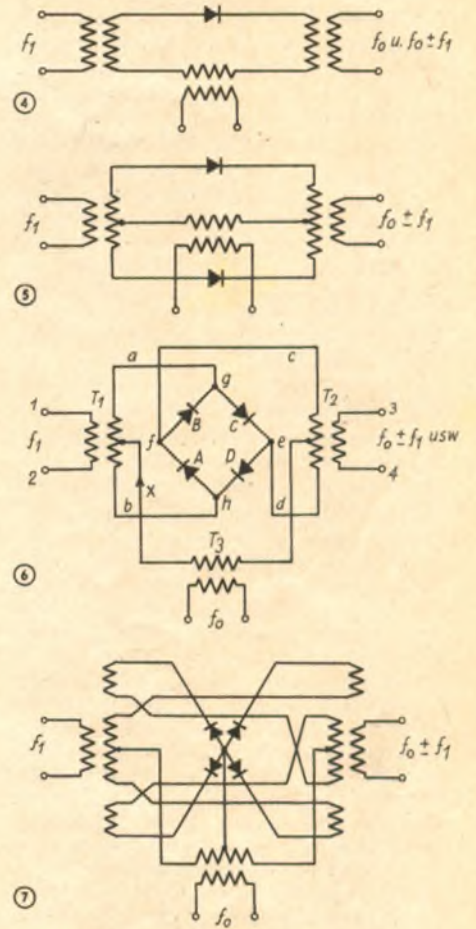 f₁
f₀ u. f₀ ± f₁
④
f₁
f₀ ± f₁
⑤
a
c
g
1
T₁
T₂
3
B
C
f₁
f
e
f₀ ± f₁ usw
A
D
2
x
4
b
h
d
T₃
⑥
f₀
f₁
f₀ ± f₁
⑦
f₀